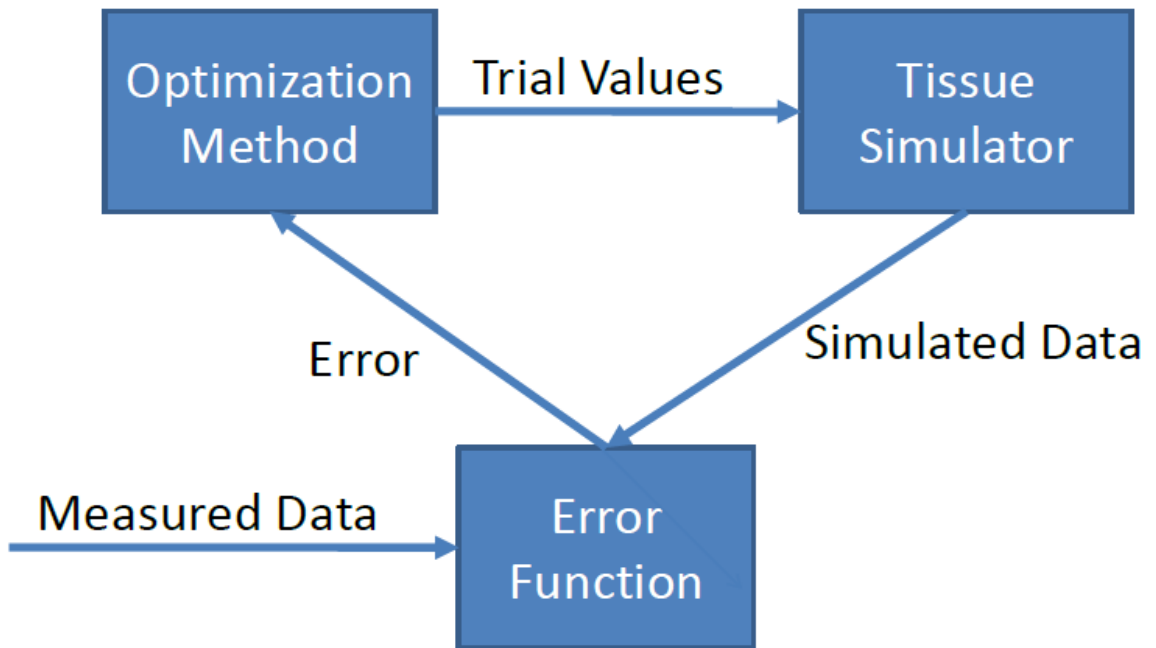 Optimization
Method
Trial Values
Tissue
Simulator
Error
Simulated Data
Measured Data
Error
Function